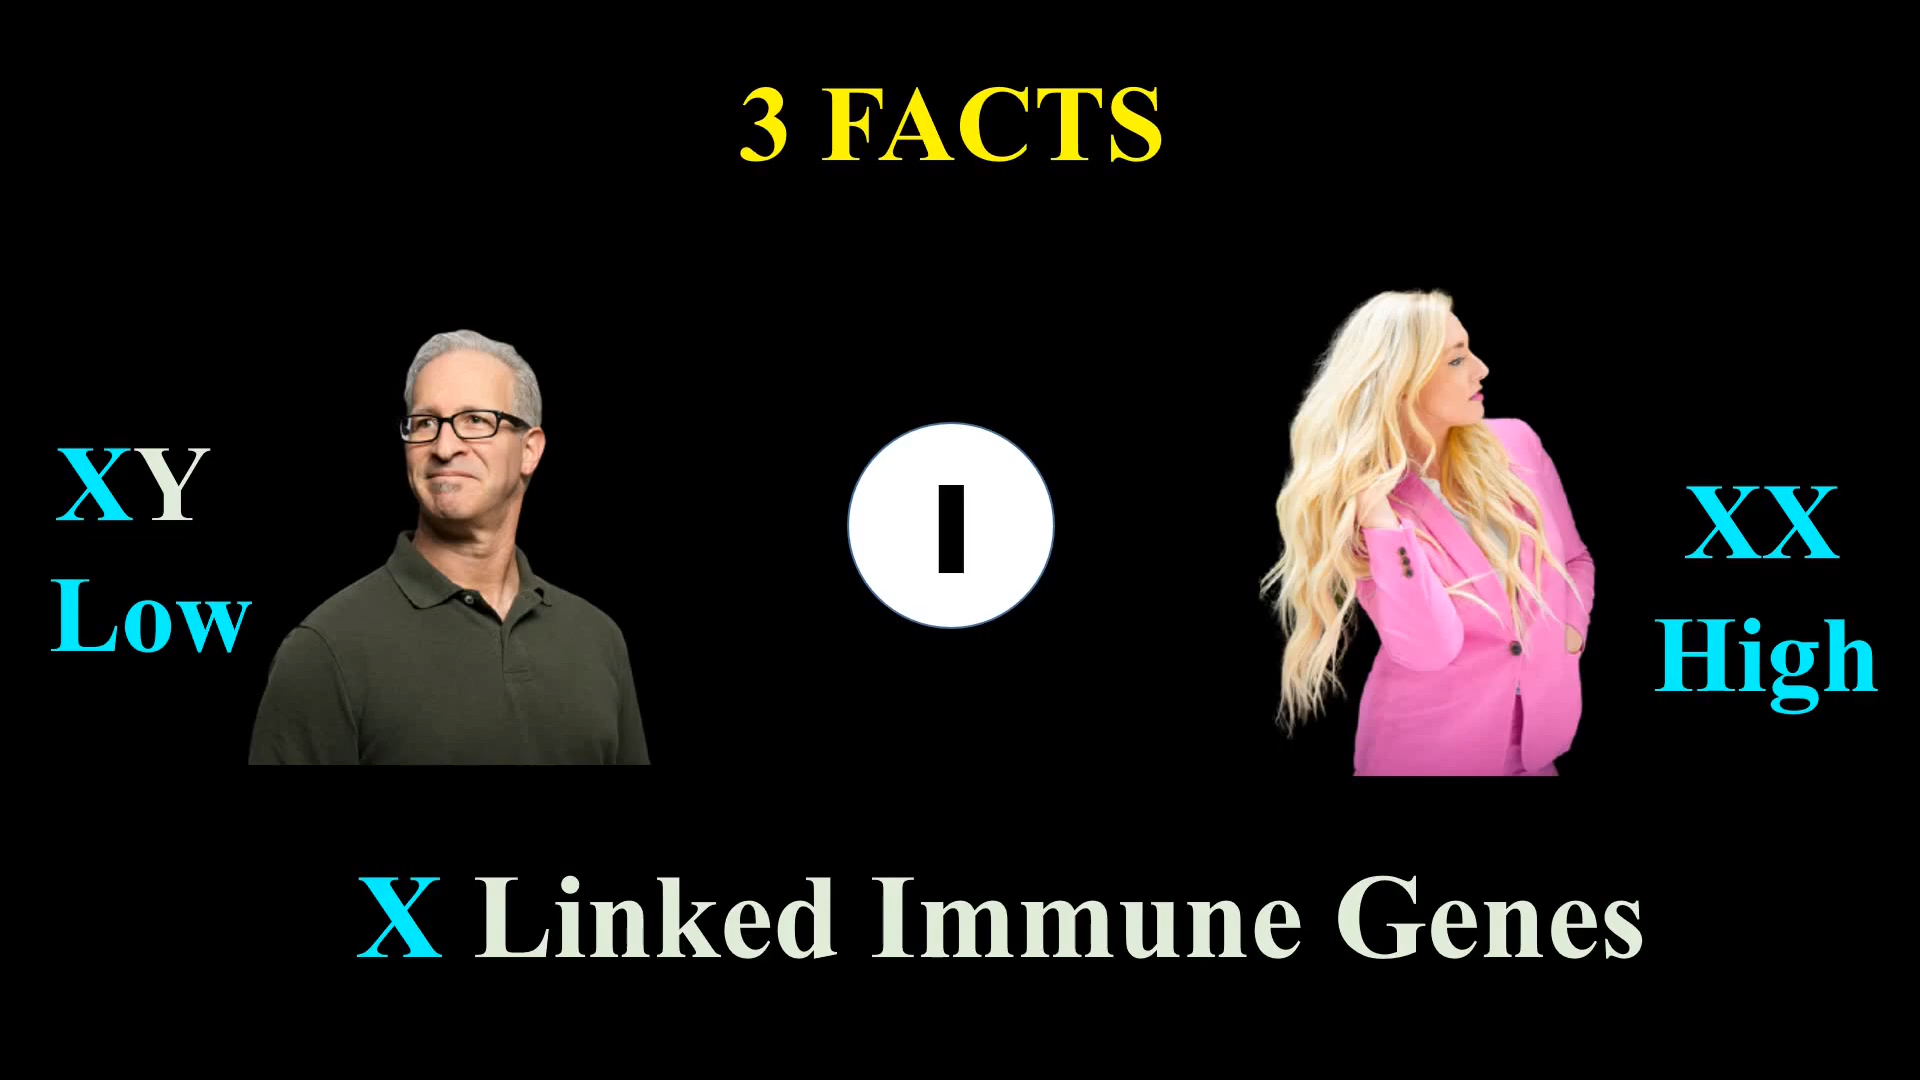 3 FACTS
XY
Low
I
XX
High
X Linked Immune Genes